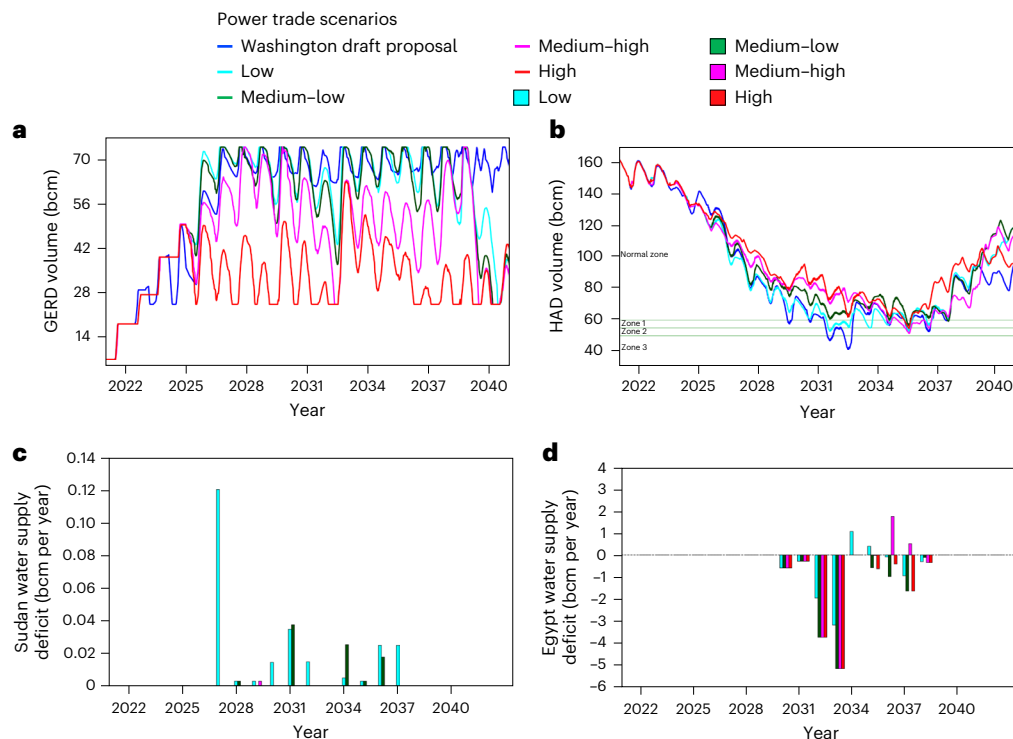 Power trade scenarios
Washington draft proposal
Medium–high
Medium–low
Low
High
Medium–high
Medium–low
Low
High
a
70
56
42
28
14
GERD volume (bcm)
2022
2025
2028
2031
2034
2037
2040
Year
b
160
140
120
100
80
60
40
HAD volume (bcm)
Normal zone
Zone 1
Zone 2
Zone 3
2022
2025
2028
2031
2034
2037
2040
Year
c
0.14
0.12
0.10
0.08
0.06
0.04
0.02
0
Sudan water supply
deficit (bcm per year)
2022
2025
2028
2031
2034
2037
2040
Year
d
4
3
2
1
0
–1
–2
–3
–4
–5
–6
Egypt water supply
deficit (bcm per year)
2022
2025
2028
2031
2034
2037
2040
Year